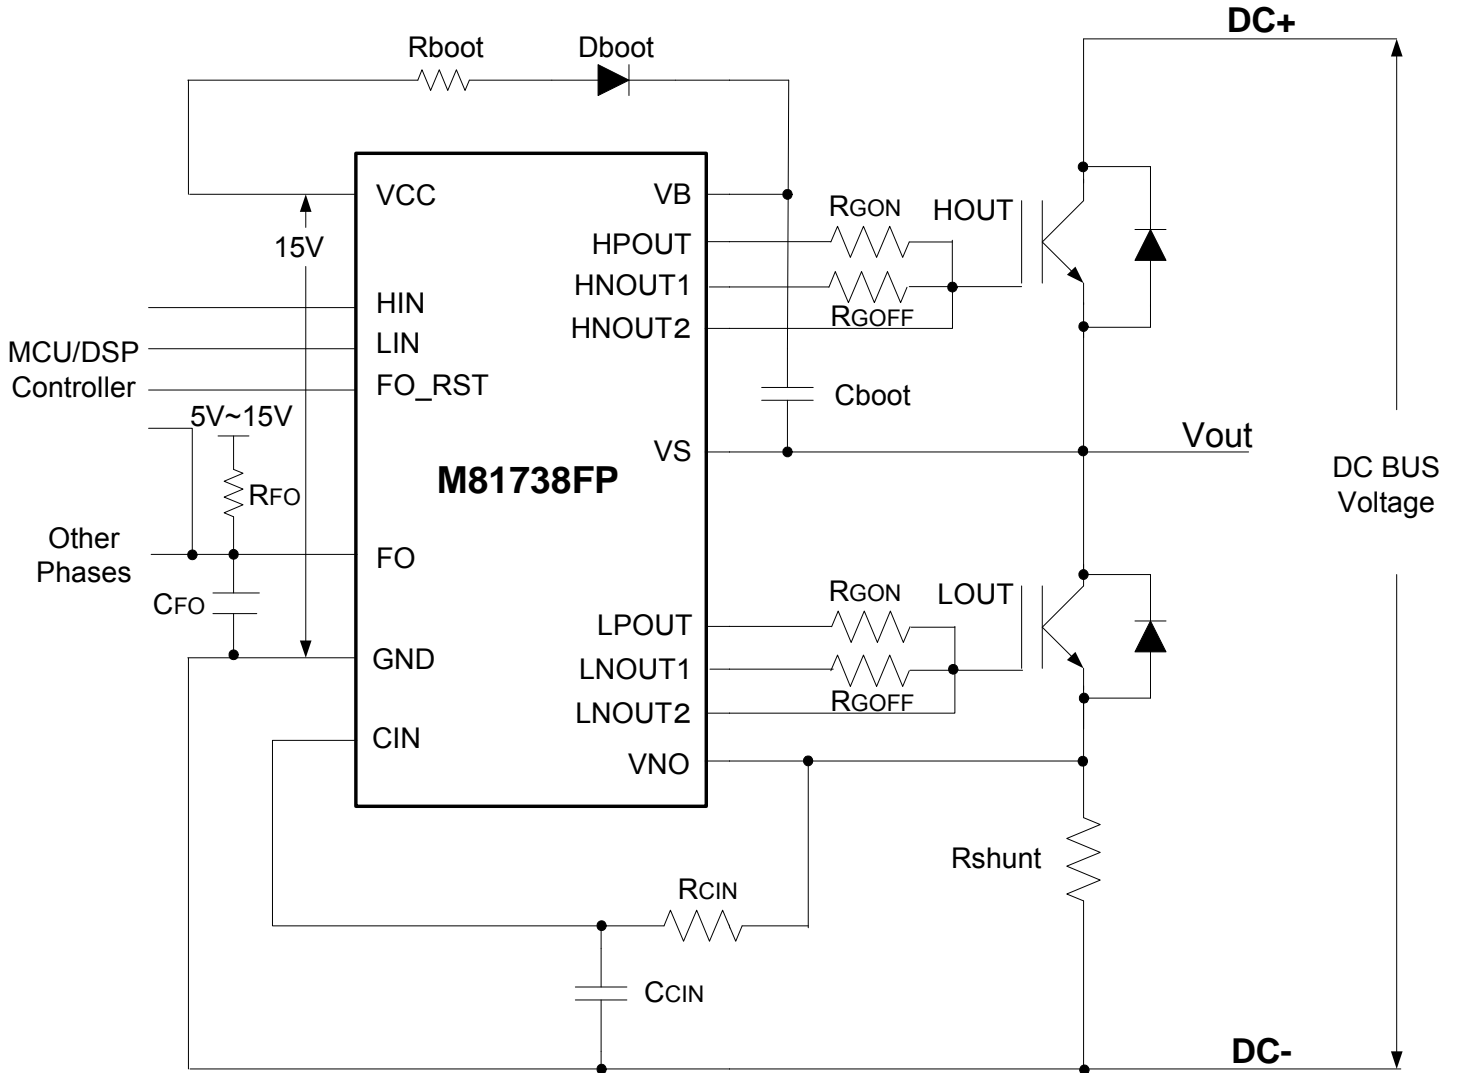 DC+
Rboot
Dboot
VCC
VB
RGON
HOUT
15V
HPOUT
HIN
HNOUT1
RGOFF
HNOUT2
MCU/DSP
Controller
LIN
FO_RST
5V~15V
Cboot
VS
Vout
M81738FP
DC BUS
Voltage
RFO
Other
Phases
FO
CFO
RGON
LOUT
LPOUT
GND
LNOUT1
RGOFF
LNOUT2
CIN
VNO
Rshunt
RCIN
CCIN
DC-